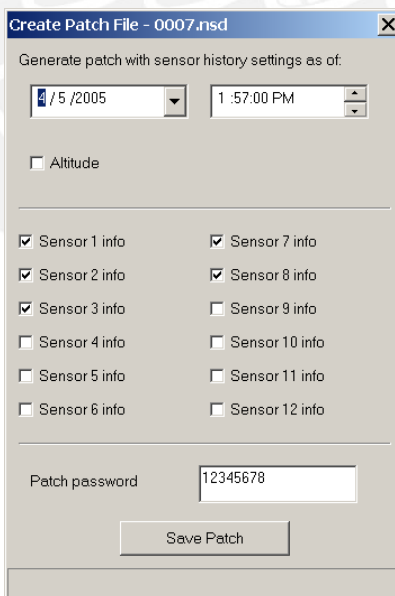 Create Patch File - 0007.nsd
Generate patch with sensor history settings as of:
4 / 5 /2005
1 :57:00 PM
Altitude
Sensor 1 info
Sensor 7 info
Sensor 2 info
Sensor 8 info
Sensor 3 info
Sensor 9 info
Sensor 4 info
Sensor 10 info
Sensor 5 info
Sensor 11 info
Sensor 6 info
Sensor 12 info
Patch password
12345678
Save Patch